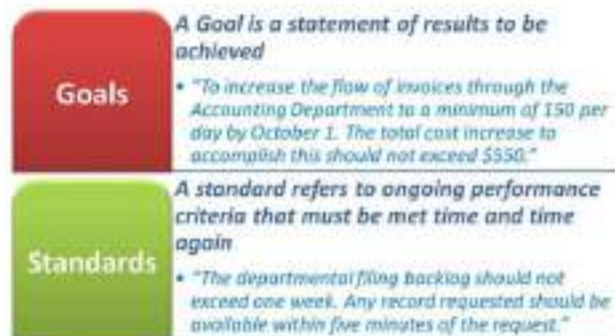 Goals
A Goal is a statement of results to be
achieved
• "To increase the flow of invoices through the
Accounting Department to a minimum of 150 per
day by October 1. The total cost increase to
accomplish this should not exceed $550."
Standards
A standard refers to ongoing performance
criteria that must be met time and time
again
• "The departmental filing backlog should not
exceed one week. Any record requested should be
available within five minutes of the request."